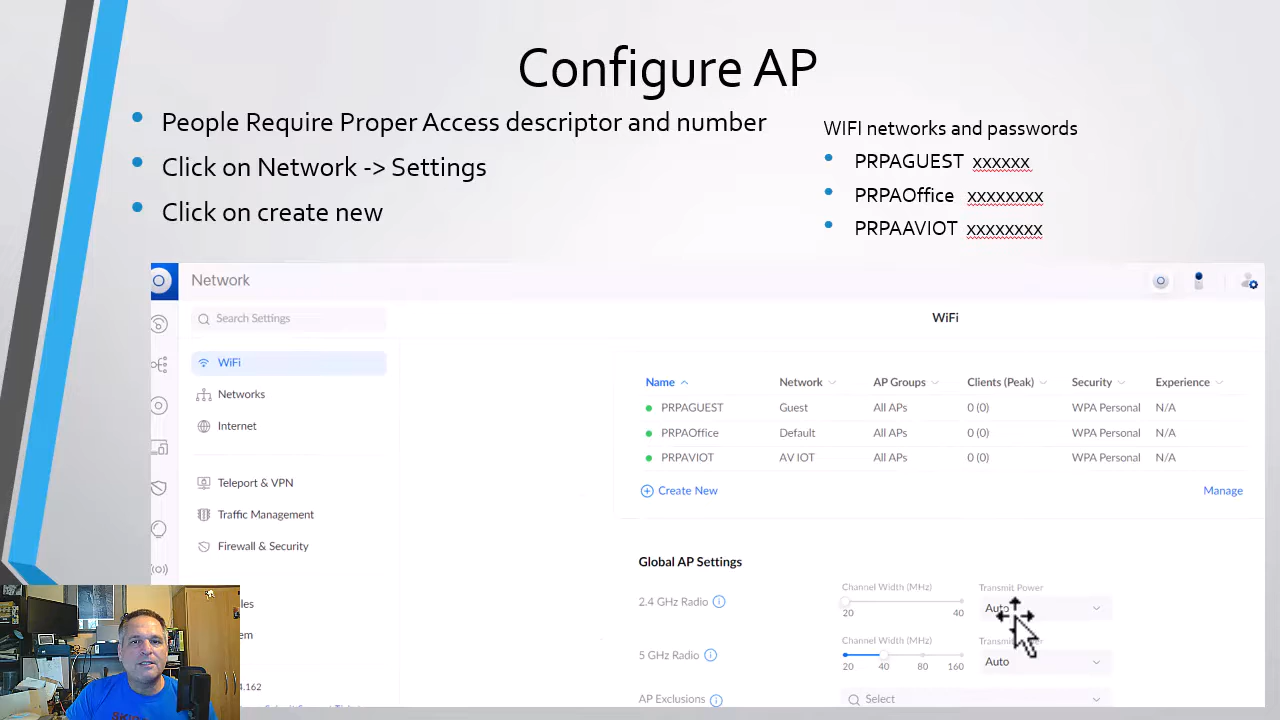 Configure AP
People Require Proper Access descriptor and number
Click on Network -> Settings
Click on create new
WIFI networks and passwords
PRPAGUEST xxxxxx
PRPAOffice xxxxxxxx
PRPAAVIOT xxxxxxxx
Network
Search Settings
WiFi
Networks
Internet
Teleport & VPN
Traffic Management
Firewall & Security
WiFi
Name Network AP Groups Clients (Peak) Security Experience
PRPAGUEST Guest All APs 0 (0) WPA Personal N/A
PRPAOffice Default All APs 0 (0) WPA Personal N/A
PRPAVIOT AV IOT All APs 0 (0) WPA Personal N/A
Create New Manage
Global AP Settings
Channel Width (MHz) Transmit Power
2.4 GHz Radio Auto
20 40
Channel Width (MHz)
5 GHz Radio Auto
20 40 80 160
AP Exclusions Select